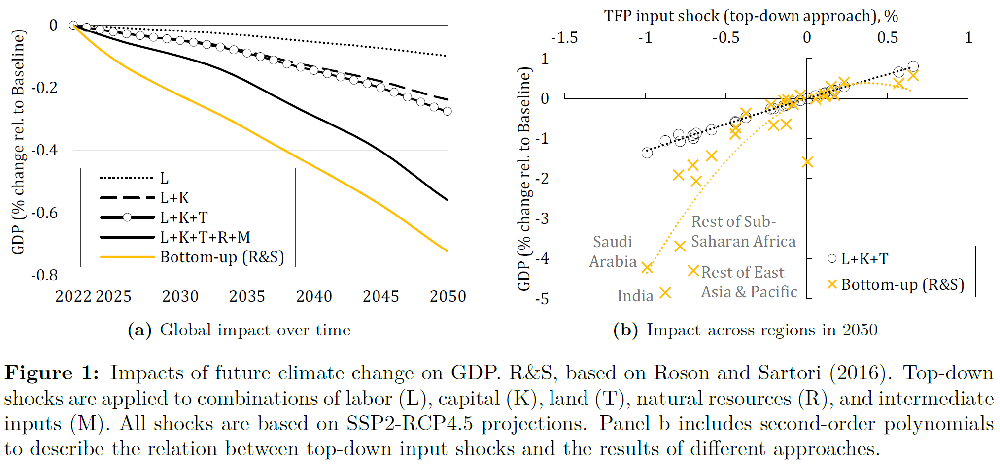 GDP (% change rel. to Baseline)
0
-0.2
-0.4
-0.6
-0.8
L
L+K
L+K+T
L+K+T+R+M
Bottom-up (R&S)
2022 2025 2030 2035 2040 2045 2050
(a) Global impact over time
TFP input shock (top-down approach), %
-1.5 -1 -0.5 0 0.5 1
GDP (% change rel. to Baseline)
1
0
-1
-2
-3
-4
-5
Rest of Sub-
Saharan Africa
Saudi
Arabia
Rest of East
Asia & Pacific
India
L+K+T
Bottom-up (R&S)
(b) Impact across regions in 2050
Figure 1: Impacts of future climate change on GDP. R&S, based on Roson and Sartori (2016). Top-down
shocks are applied to combinations of labor (L), capital (K), land (T), natural resources (R), and intermediate
inputs (M). All shocks are based on SSP2-RCP4.5 projections. Panel b includes second-order polynomials
to describe the relation between top-down input shocks and the results of different approaches.